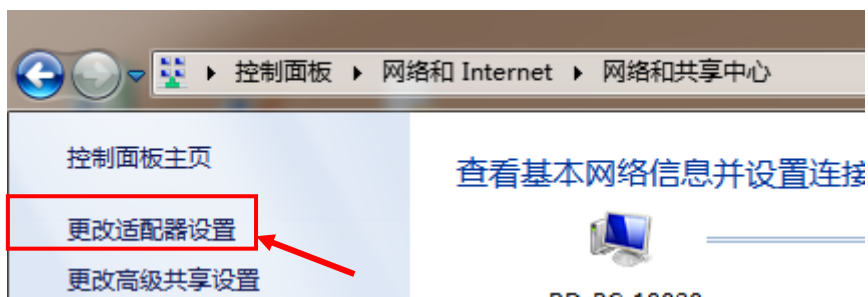 控制面板 ▸ 网络和 Internet ▸ 网络和共享中心
控制面板主页
查看基本网络信息并设置连接
更改适配器设置
更改高级共享设置